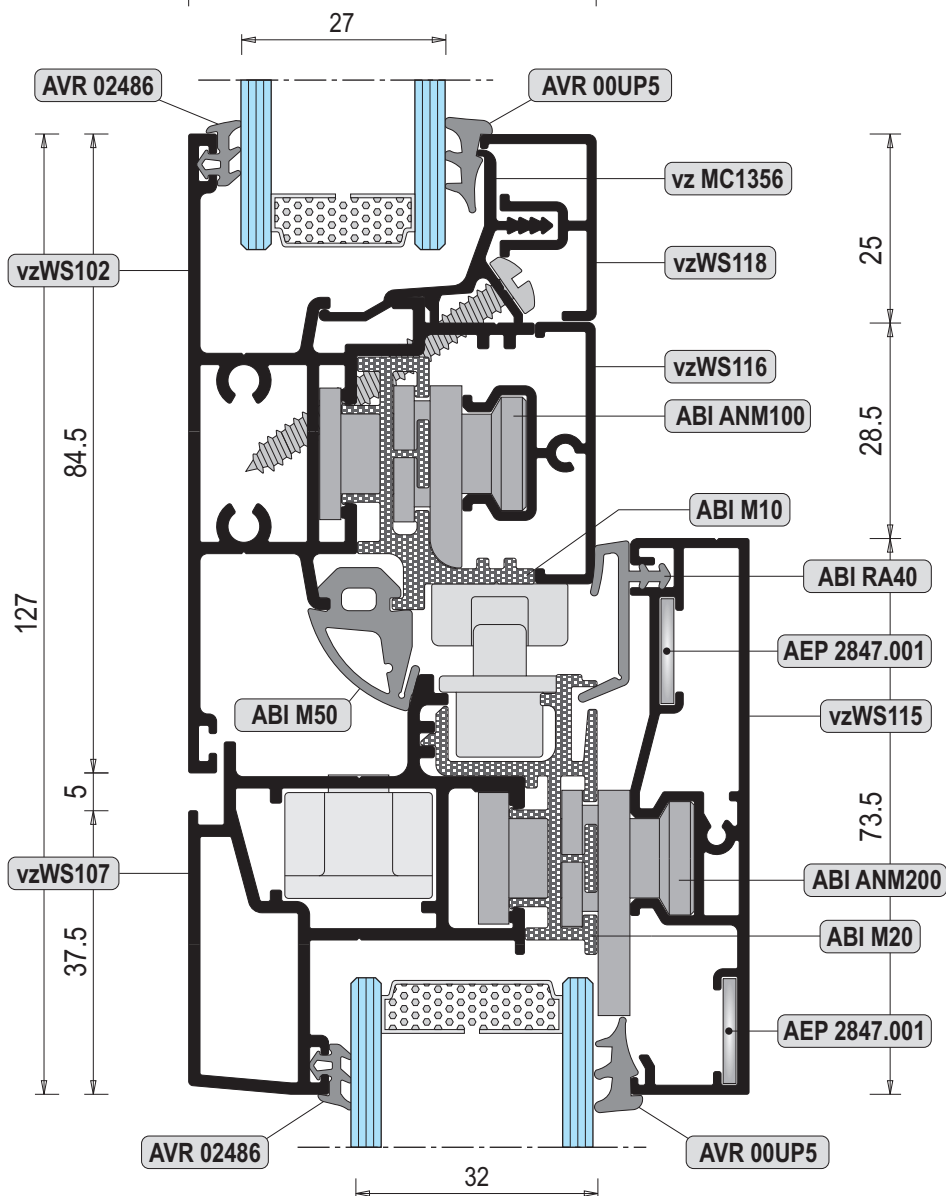 27
AVR 02486
AVR 00UP5
vz MC1356
vzWS102
vzWS118
25
vzWS116
ABI ANM100
84.5
28.5
ABI M10
ABI RA40
127
AEP 2847.001
ABI M50
vzWS115
5
73.5
vzWS107
ABI ANM200
ABI M20
37.5
AEP 2847.001
AVR 02486
AVR 00UP5
32